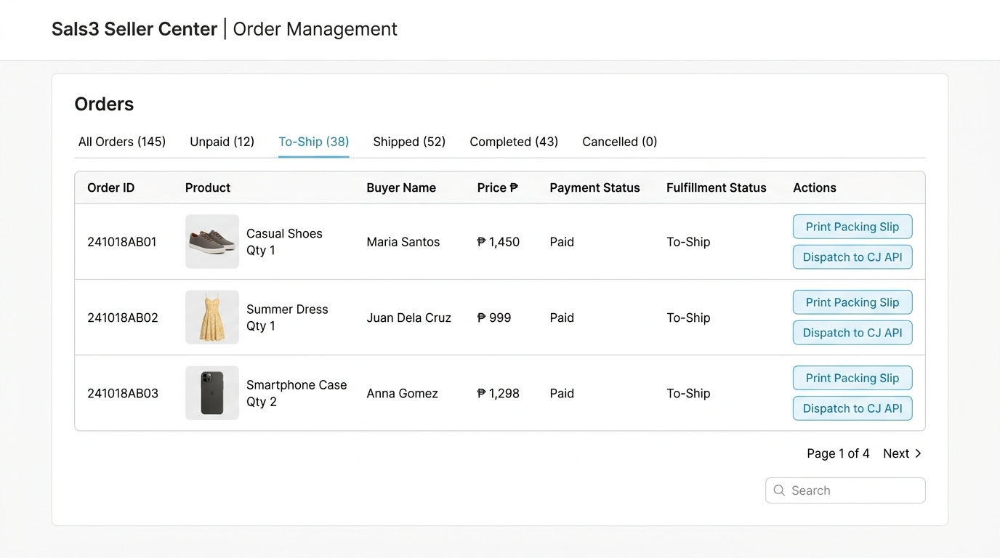 Sals3 Seller Center | Order Management
Orders
All Orders (145) Unpaid (12) To-Ship (38) Shipped (52) Completed (43) Cancelled (0)
Order ID Product Buyer Name Price ₱ Payment Status Fulfillment Status Actions
241018AB01 Casual Shoes Maria Santos ₱ 1,450 Paid To-Ship Print Packing Slip
Qty 1 Dispatch to CJ API
241018AB02 Summer Dress Juan Dela Cruz ₱ 999 Paid To-Ship Print Packing Slip
Qty 1 Dispatch to CJ API
241018AB03 Smartphone Case Anna Gomez ₱ 1,298 Paid To-Ship Print Packing Slip
Qty 2 Dispatch to CJ API
Page 1 of 4 Next >
Search